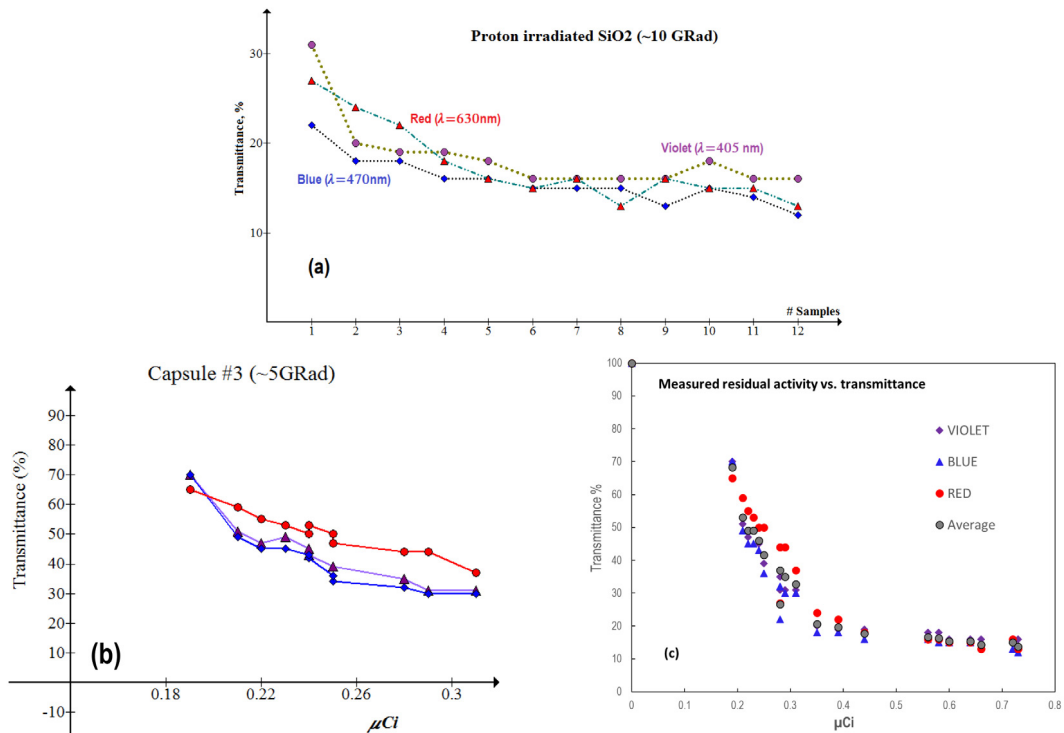 Proton irradiated SiO2 (~10 GRad)
30
20
10
Transmittance, %
Red (λ=630nm)
Violet (λ=405 nm)
Blue (λ=470nm)
(a)
# Samples
1 2 3 4 5 6 7 8 9 10 11 12
Capsule #3 (~5GRad)
90
80
70
60
50
40
30
20
10
-10
Transmittance (%)
(b)
0.18 0.22 0.26 0.3
μCi
Measured residual activity vs. transmittance
100
90
80
70
60
50
40
30
20
10
0
Transmittance %
VIOLET
BLUE
RED
Average
(c)
0 0.1 0.2 0.3 0.4 0.5 0.6 0.7 0.8
μCi